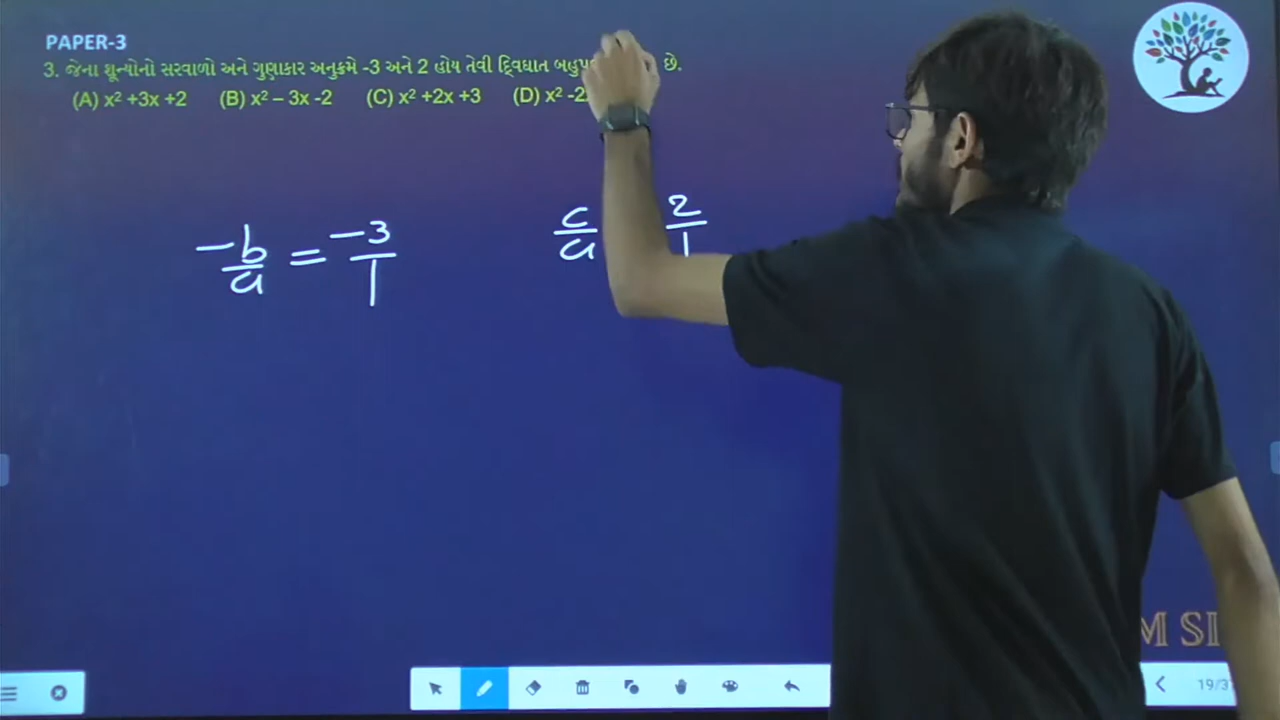 PAPER-3
3. જેના શૂન્યોનો સરવાળો અને ગુણાકાર અનુક્રમે -3 અને 2 હોય તેવી દ્વિઘાત છે.
(A) x² +3x +2 (B) x² – 3x -2 (C) x² +2x +3 (D) x² -2
-b/a = -3/1
c/a 2/1
19/3